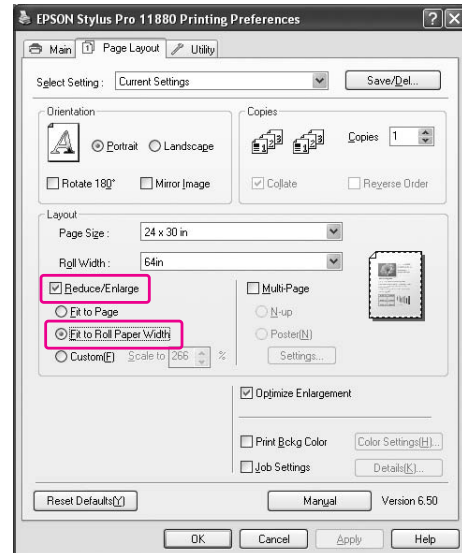 EPSON Stylus Pro 11880 Printing Preferences
Main Page Layout Utility
Select Setting : Current Settings Save/Del...
Orientation Copies
Portrait Landscape Copies 1
Rotate 180° Mirror Image Collate Reverse Order
Layout
Page Size : 24 x 30 in
Roll Width : 64in
Reduce/Enlarge Multi-Page
Fit to Page N-up
Fit to Roll Paper Width Poster(N)
Custom(F) Scale to 266 % Settings...
Optimize Enlargement
Print Bckg Color Color Settings(H)...
Job Settings Details(K)...
Reset Defaults(Y) Manual Version 6.50
OK Cancel Apply Help